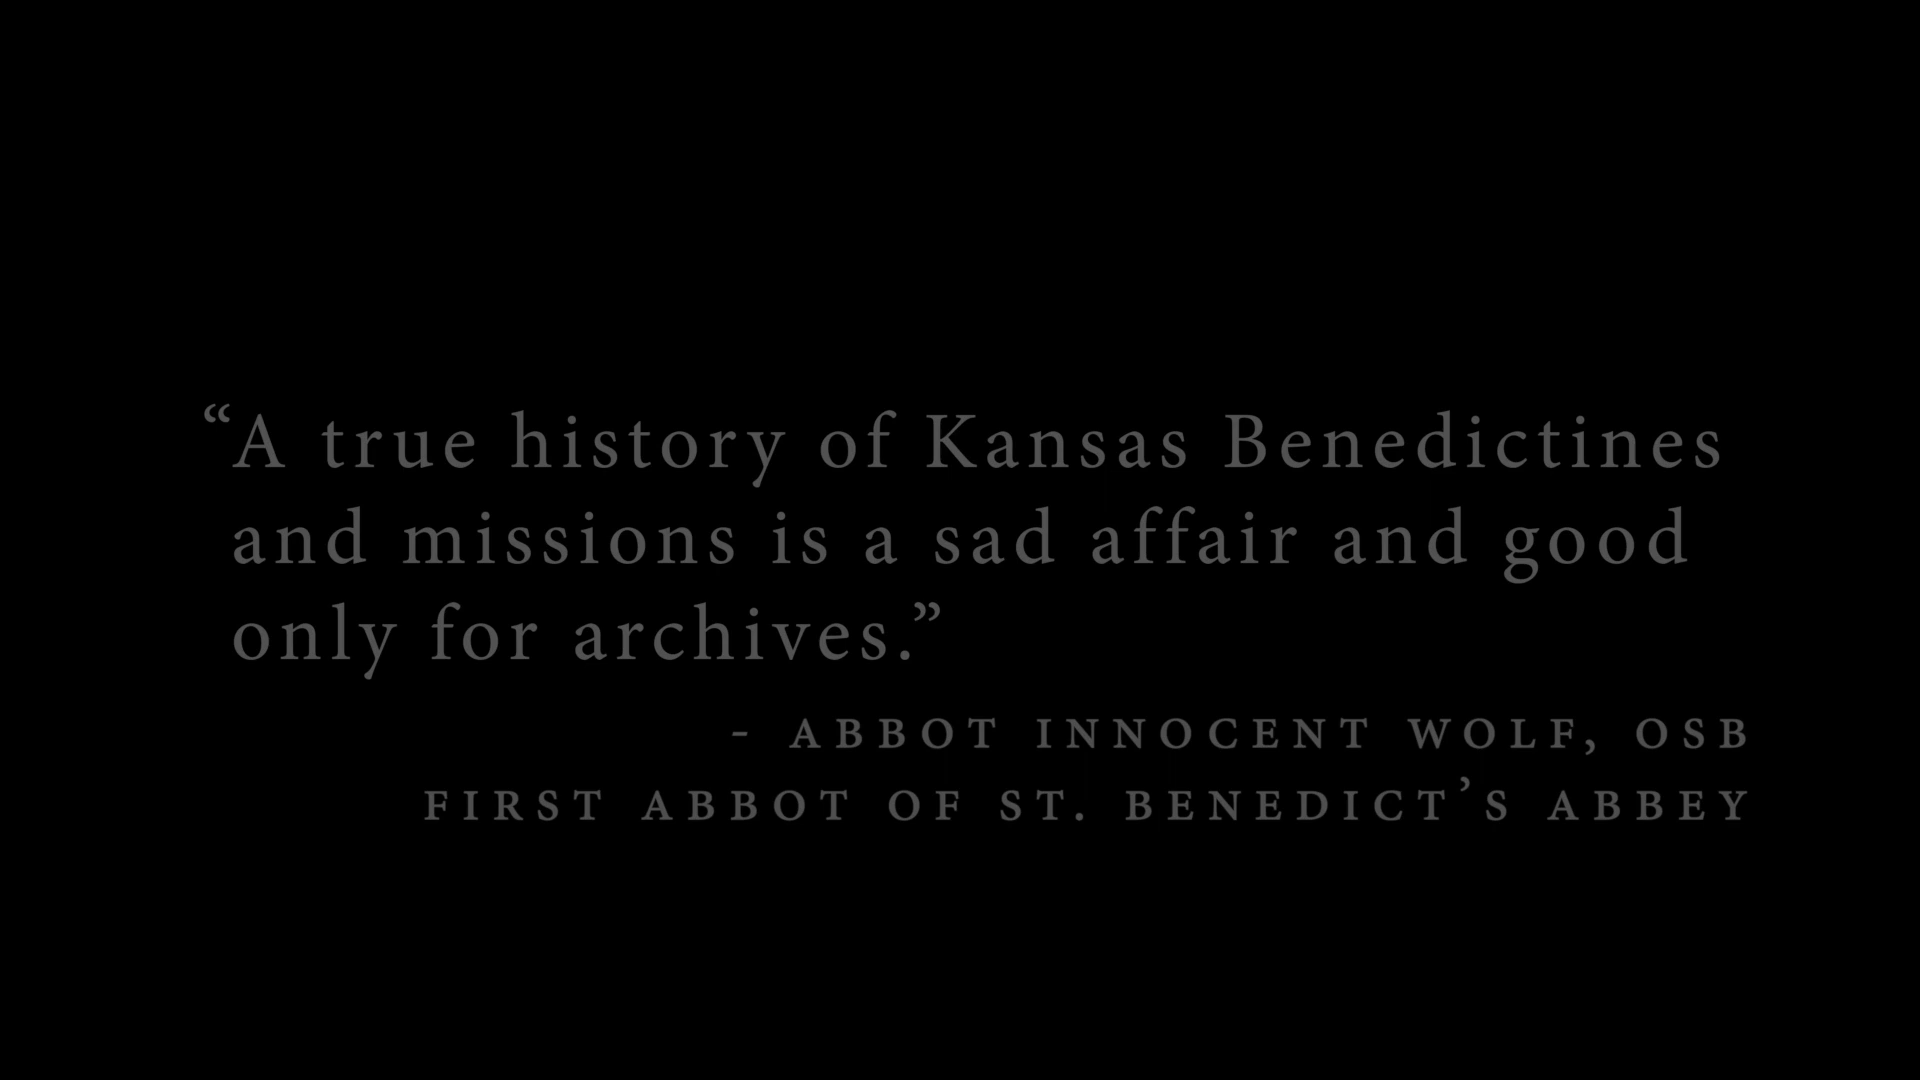 “A true history of Kansas Benedictines
and missions is a sad affair and good
only for archives.”
- ABBOT INNOCENT WOLF, OSB
FIRST ABBOT OF ST. BENEDICT’S ABBEY